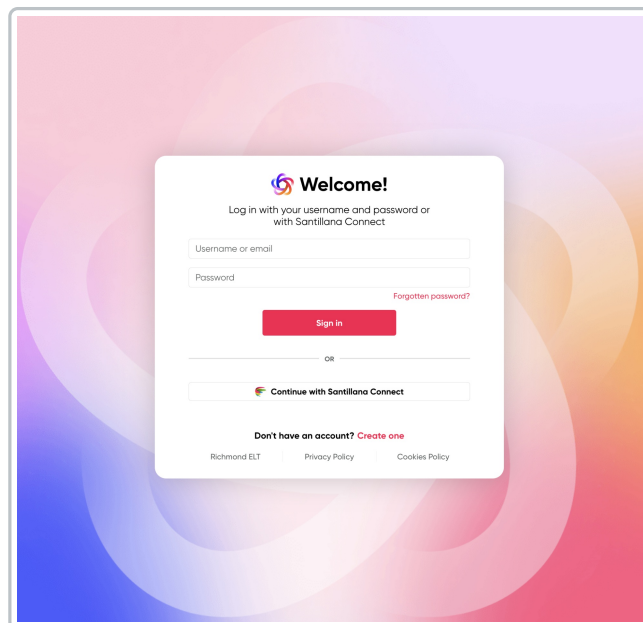 Welcome!
Log in with your username and password or
with Santillana Connect
Username or email
Password
Forgotten password?
Sign in
OR
Continue with Santillana Connect
Don't have an account? Create one
Richmond ELT Privacy Policy Cookies Policy